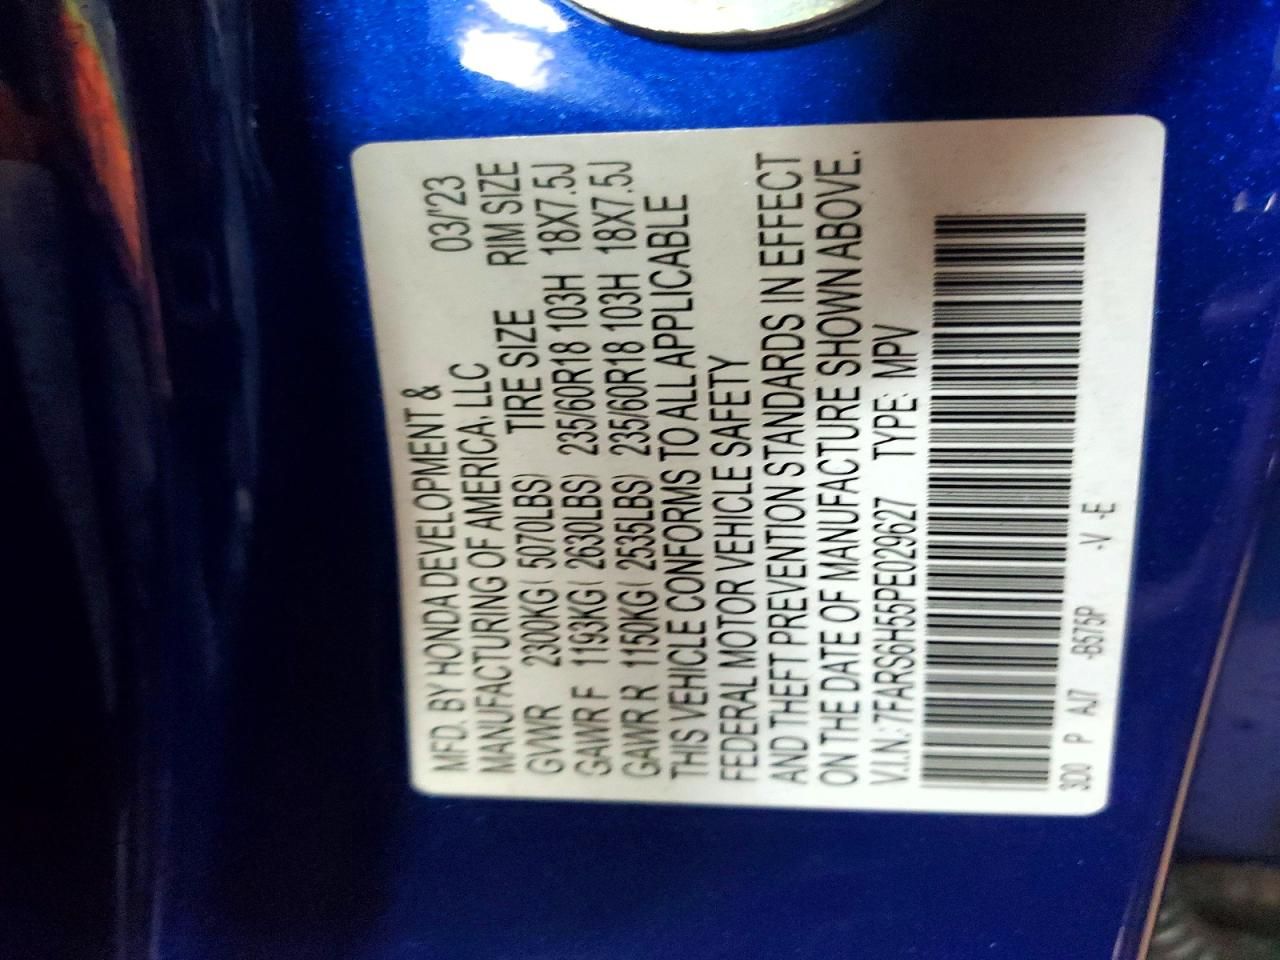 MFD. BY HONDA DEVELOPMENT &
MANUFACTURING OF AMERICA, LLC 03/'23
GVWR 2300KG( 5070LBS) TIRE SIZE RIM SIZE
GAWR F 1193KG( 2630LBS) 235/60R18 103H 18X7.5J
GAWR R 1150KG( 2535LBS) 235/60R18 103H 18X7.5J
THIS VEHICLE CONFORMS TO ALL APPLICABLE
FEDERAL MOTOR VEHICLE SAFETY
AND THEFT PREVENTION STANDARDS IN EFFECT
ON THE DATE OF MANUFACTURE SHOWN ABOVE.
V.I.N.:7FARS6H55PE029627 TYPE: MPV
3D0 P AJ7 -B575P -V -E